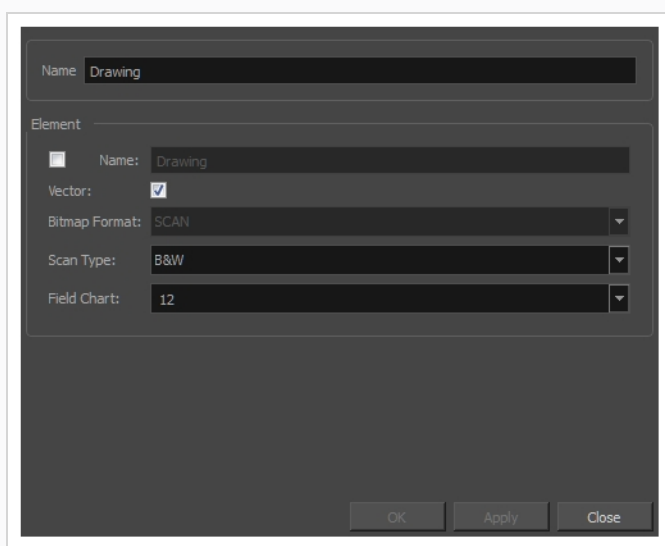 Name Drawing
Element
Name: Drawing
Vector:
Bitmap Format: SCAN
Scan Type: B&W
Field Chart: 12
OK Apply Close